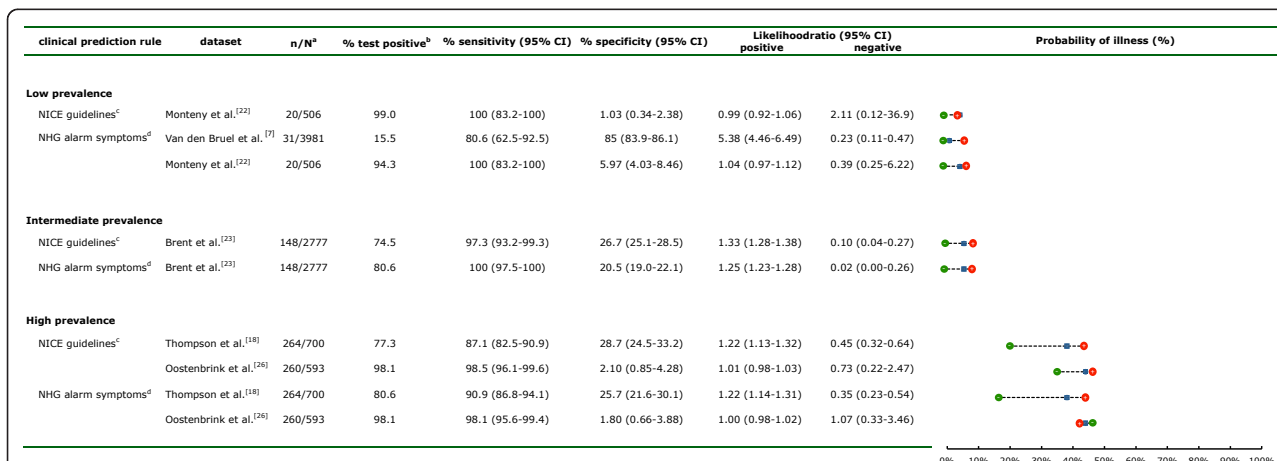 clinical prediction rule dataset n/Nᵃ % test positiveᵇ % sensitivity (95% CI) % specificity (95% CI) Likelihoodratio (95% CI) Probability of illness (%)
positive negative
Low prevalence
NICE guidelinesᶜ Monteny et al.[22] 20/506 99.0 100 (83.2-100) 1.03 (0.34-2.38) 0.99 (0.92-1.06) 2.11 (0.12-36.9)
NHG alarm symptomsᵈ Van den Bruel et al.[7] 31/3981 15.5 80.6 (62.5-92.5) 85 (83.9-86.1) 5.38 (4.46-6.49) 0.23 (0.11-0.47)
Monteny et al.[22] 20/506 94.3 100 (83.2-100) 5.97 (4.03-8.46) 1.04 (0.97-1.12) 0.39 (0.25-6.22)
Intermediate prevalence
NICE guidelinesᶜ Brent et al.[23] 148/2777 74.5 97.3 (93.2-99.3) 26.7 (25.1-28.5) 1.33 (1.28-1.38) 0.10 (0.04-0.27)
NHG alarm symptomsᵈ Brent et al.[23] 148/2777 80.6 100 (97.5-100) 20.5 (19.0-22.1) 1.25 (1.23-1.28) 0.02 (0.00-0.26)
High prevalence
NICE guidelinesᶜ Thompson et al.[18] 264/700 77.3 87.1 (82.5-90.9) 28.7 (24.5-33.2) 1.22 (1.13-1.32) 0.45 (0.32-0.64)
Oostenbrink et al.[26] 260/593 98.1 98.5 (96.1-99.6) 2.10 (0.85-4.28) 1.01 (0.98-1.03) 0.73 (0.22-2.47)
NHG alarm symptomsᵈ Thompson et al.[18] 264/700 80.6 90.9 (86.8-94.1) 25.7 (21.6-30.1) 1.22 (1.14-1.31) 0.35 (0.23-0.54)
Oostenbrink et al.[26] 260/593 98.1 98.1 (95.6-99.4) 1.80 (0.66-3.88) 1.00 (0.98-1.02) 1.07 (0.33-3.46)
0% 10% 20% 30% 40% 50% 60% 70% 80% 90% 100%